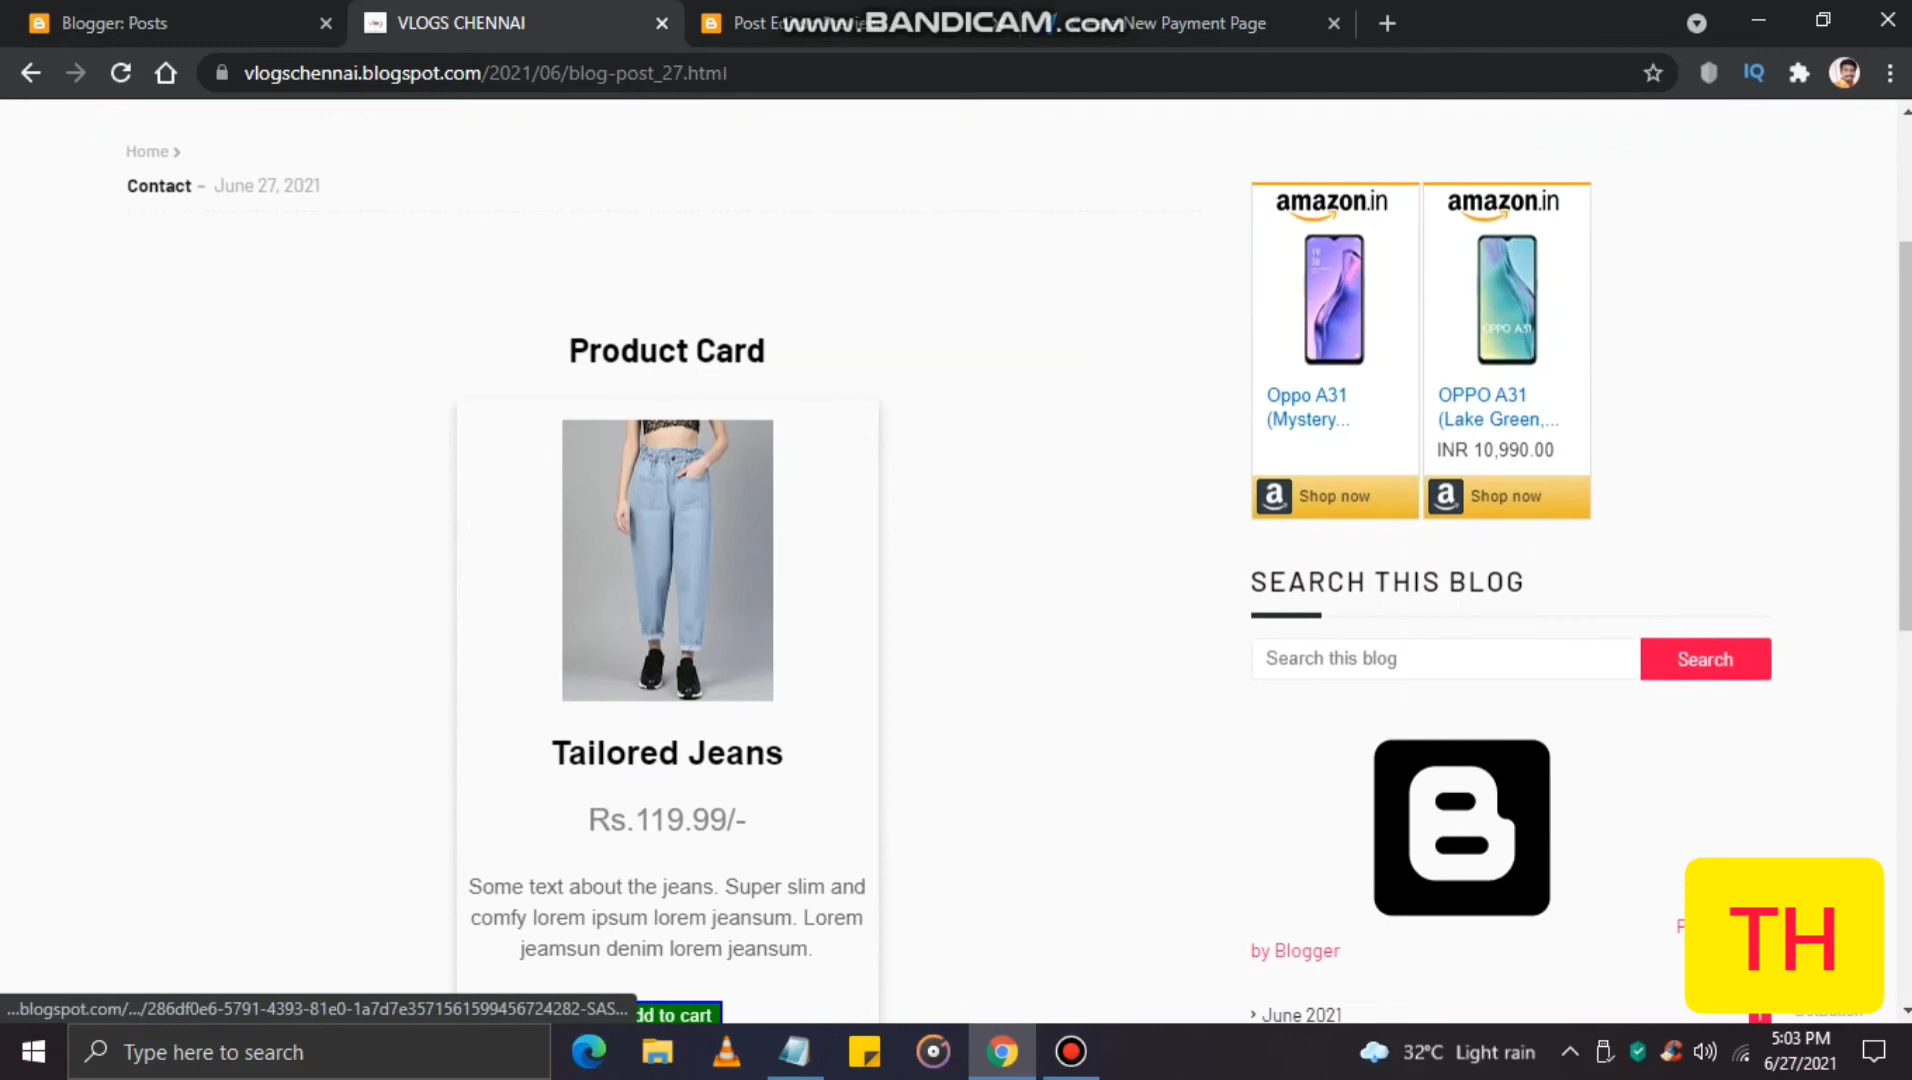 Blogger: Posts
VLOGS CHENNAI
Post Ed
www.BANDICAM.com
New Payment Page
vlogschennai.blogspot.com/2021/06/blog-post_27.html
IQ
Home >
Contact - June 27, 2021
amazon.in
amazon.in
OPPO A31
Oppo A31
(Mystery...
OPPO A31
(Lake Green,...
INR 10,990.00
a Shop now
a Shop now
Product Card
Tailored Jeans
Rs.119.99/-
Some text about the jeans. Super slim and
comfy lorem ipsum lorem jeansum. Lorem
jeamsun denim lorem jeansum.
dd to cart
SEARCH THIS BLOG
Search this blog
Search
by Blogger
TH
› June 2021
...blogspot.com/.../286df0e6-5791-4393-81e0-1a7d7e3571561599456724282-SAS...
Type here to search
32°C Light rain
5:03 PM
6/27/2021